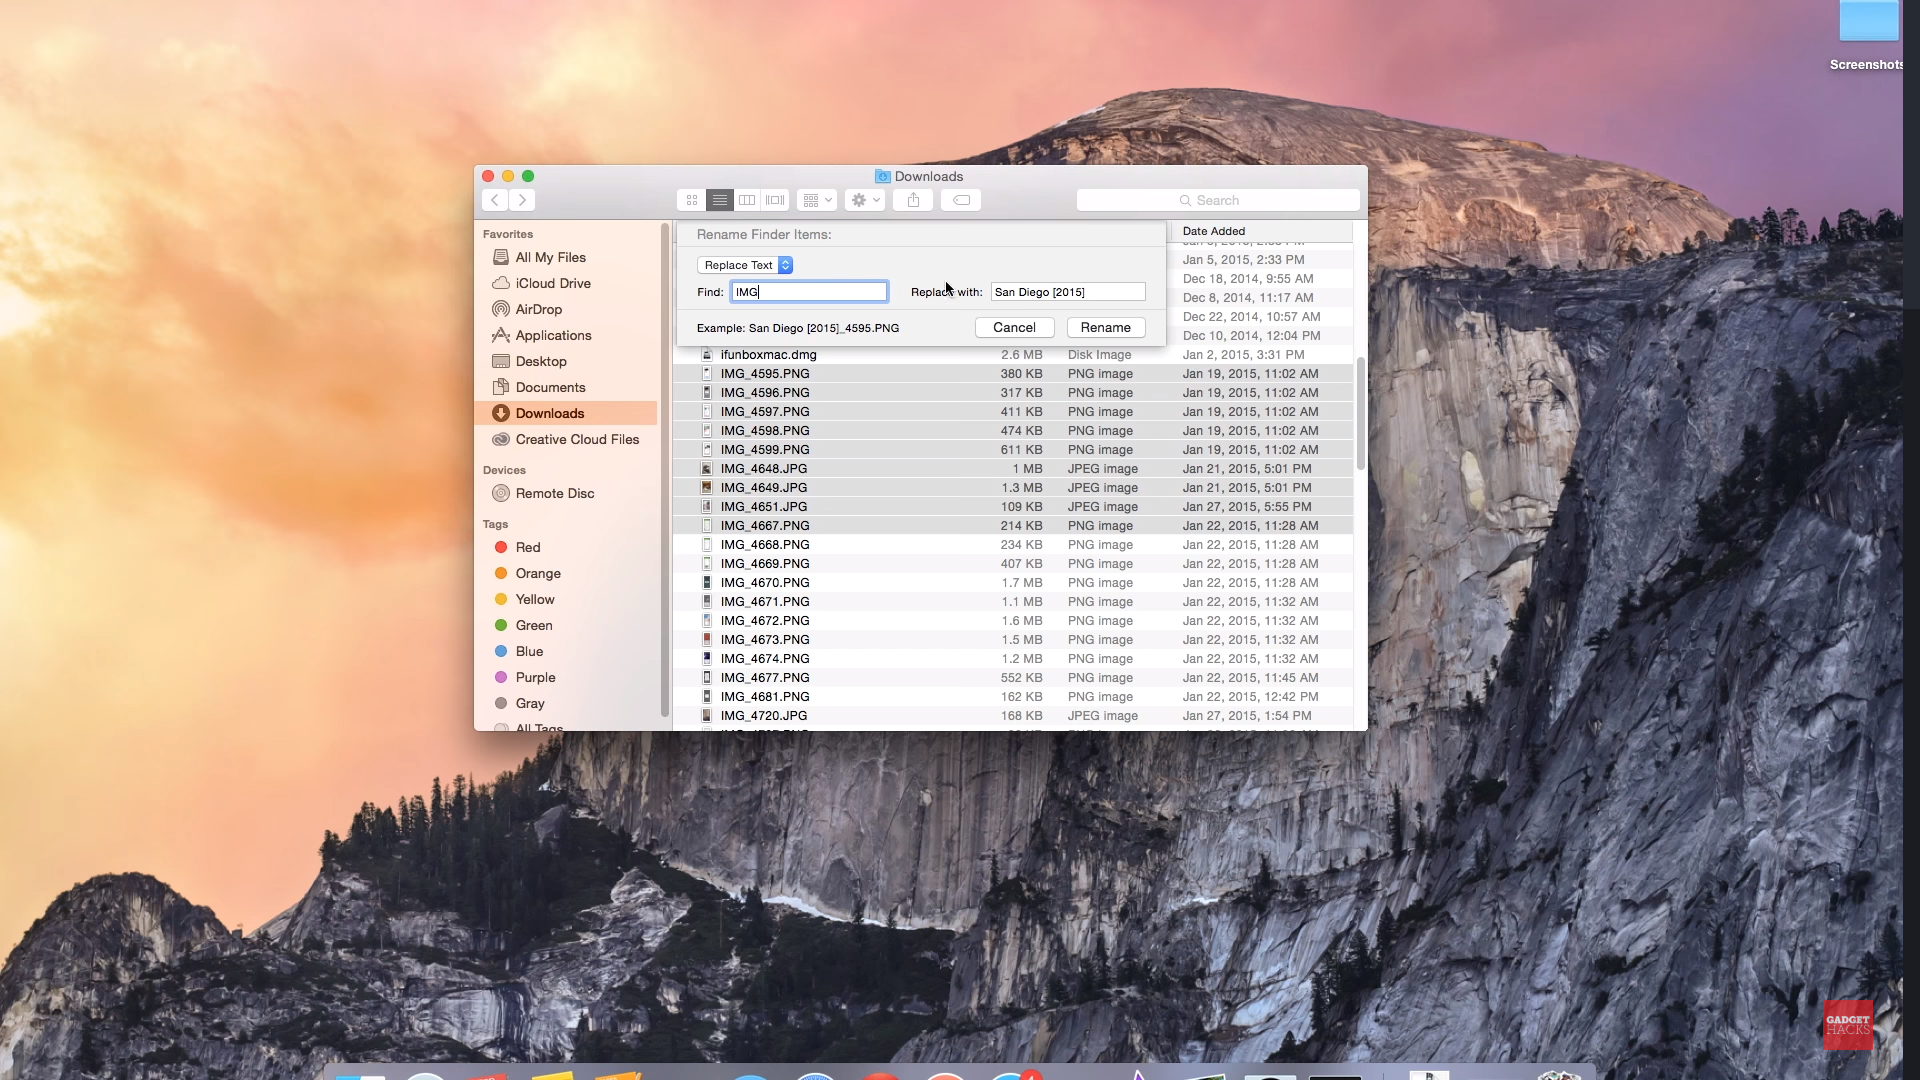 Screenshots
Downloads
Search
Favorites
All My Files
iCloud Drive
AirDrop
Applications
Desktop
Documents
Downloads
Creative Cloud Files
Devices
Remote Disc
Tags
Red
Orange
Yellow
Green
Blue
Purple
Gray
All Tags
Rename Finder Items:
Replace Text
Find: IMG Replace with: San Diego [2015]
Example: San Diego [2015]_4595.PNG Cancel Rename
Date Added
Jan 5, 2015, 2:33 PM
Dec 18, 2014, 9:55 AM
Dec 8, 2014, 11:17 AM
Dec 22, 2014, 10:57 AM
Dec 10, 2014, 12:04 PM
ifunboxmac.dmg 2.6 MB Disk Image Jan 2, 2015, 3:31 PM
IMG_4595.PNG 380 KB PNG image Jan 19, 2015, 11:02 AM
IMG_4596.PNG 317 KB PNG image Jan 19, 2015, 11:02 AM
IMG_4597.PNG 411 KB PNG image Jan 19, 2015, 11:02 AM
IMG_4598.PNG 474 KB PNG image Jan 19, 2015, 11:02 AM
IMG_4599.PNG 611 KB PNG image Jan 19, 2015, 11:02 AM
IMG_4648.JPG 1 MB JPEG image Jan 21, 2015, 5:01 PM
IMG_4649.JPG 1.3 MB JPEG image Jan 21, 2015, 5:01 PM
IMG_4651.JPG 109 KB JPEG image Jan 27, 2015, 5:55 PM
IMG_4667.PNG 214 KB PNG image Jan 22, 2015, 11:28 AM
IMG_4668.PNG 234 KB PNG image Jan 22, 2015, 11:28 AM
IMG_4669.PNG 407 KB PNG image Jan 22, 2015, 11:28 AM
IMG_4670.PNG 1.7 MB PNG image Jan 22, 2015, 11:28 AM
IMG_4671.PNG 1.1 MB PNG image Jan 22, 2015, 11:32 AM
IMG_4672.PNG 1.6 MB PNG image Jan 22, 2015, 11:32 AM
IMG_4673.PNG 1.5 MB PNG image Jan 22, 2015, 11:32 AM
IMG_4674.PNG 1.2 MB PNG image Jan 22, 2015, 11:32 AM
IMG_4677.PNG 552 KB PNG image Jan 22, 2015, 11:45 AM
IMG_4681.PNG 162 KB PNG image Jan 22, 2015, 12:42 PM
IMG_4720.JPG 168 KB JPEG image Jan 27, 2015, 1:54 PM
GADGET
HACKS